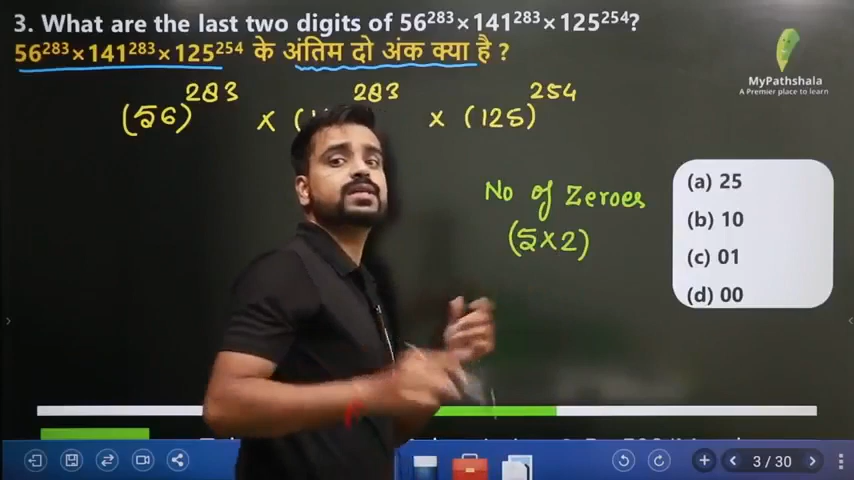 3. What are the last two digits of 56²⁸³×141²⁸³×125²⁵⁴?
56²⁸³×141²⁸³×125²⁵⁴ के अंतिम दो अंक क्या है ?
MyPathshala
A Premier place to learn
(56)²⁸³ × (1 ²⁸³ × (125)²⁵⁴
No of Zeroes
(5×2)
(a) 25
(b) 10
(c) 01
(d) 00
3 / 30